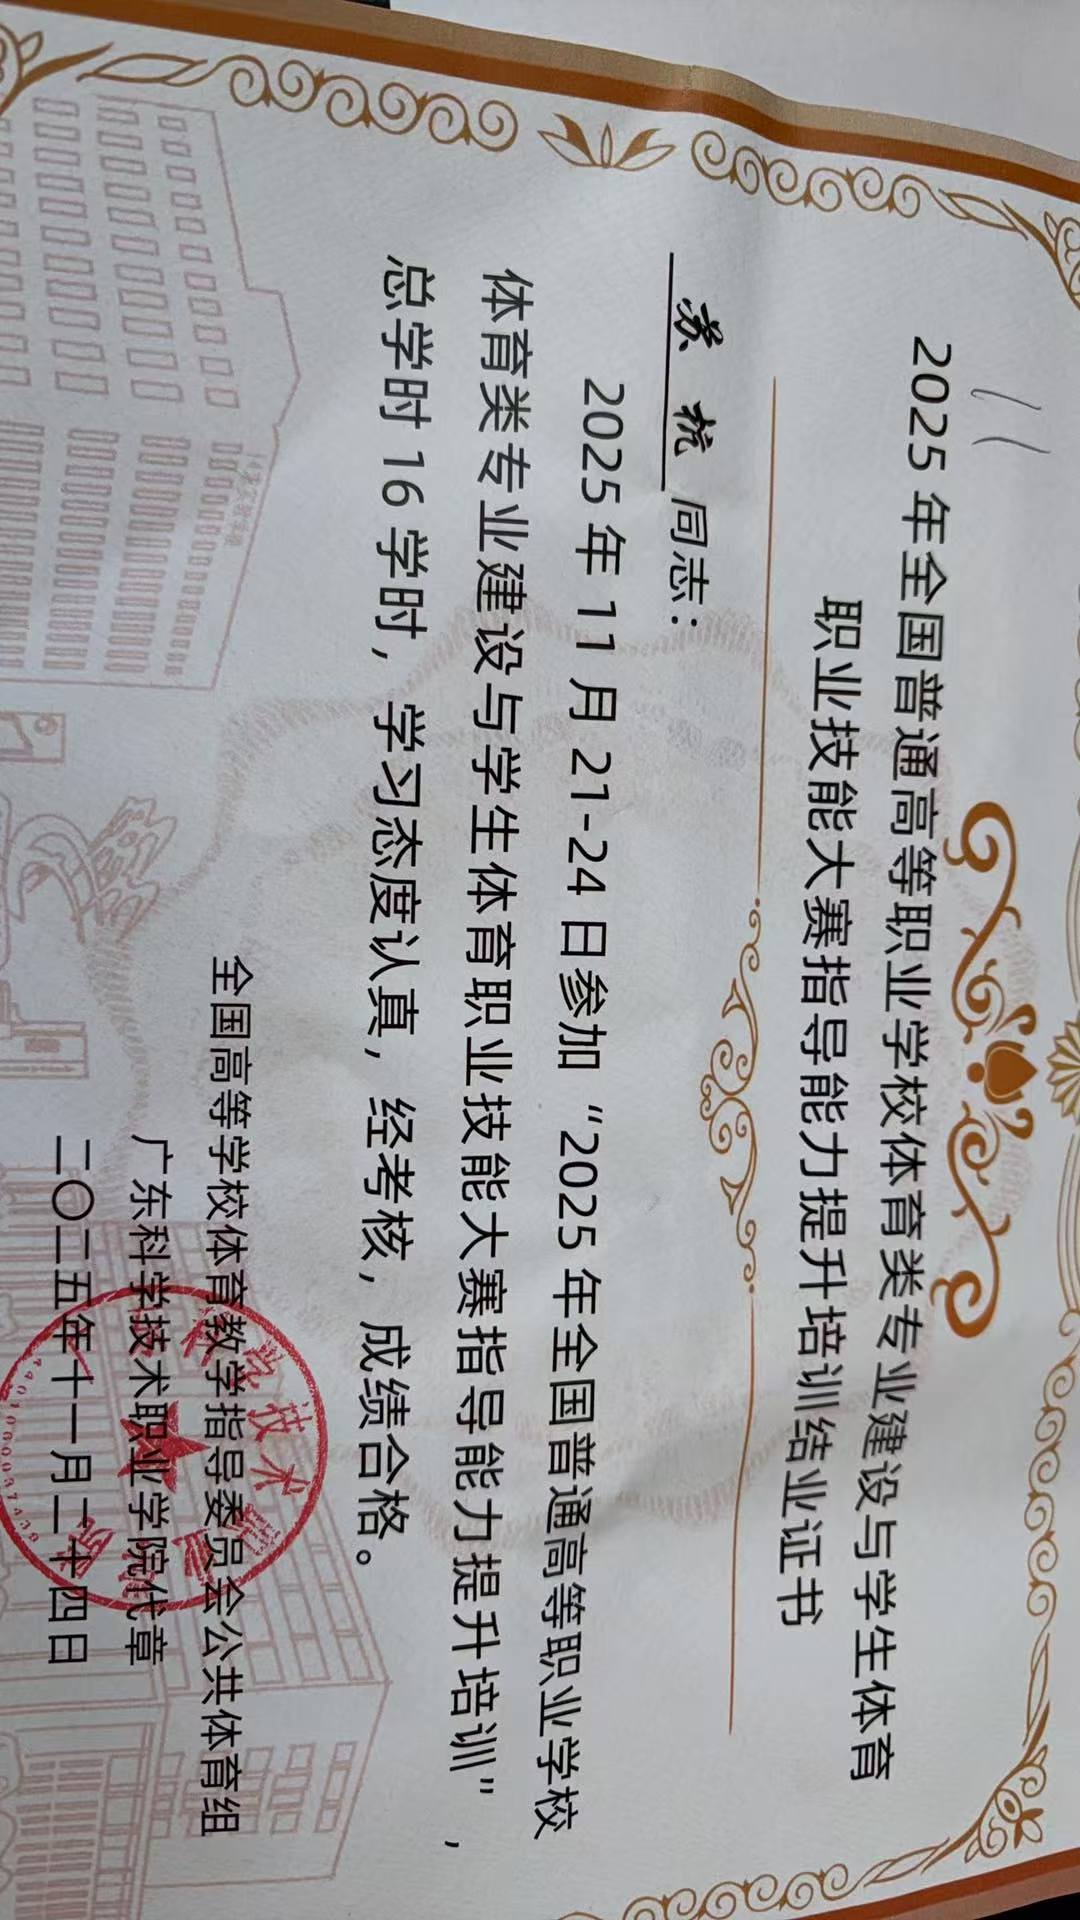 2025年全国普通高等职业学校体育类专业建设与学生体育
职业技能大赛指导能力提升培训结业证书
苏杭同志：
2025年11月21-24日参加“2025年全国普通高等职业学校
体育类专业建设与学生体育职业技能大赛指导能力提升培训”，
总学时16学时，学习态度认真，经考核，成绩合格。
全国高等学校体育教学指导委员会公共体育组
广东科学技术职业学院代章
二〇二五年十一月二十四日